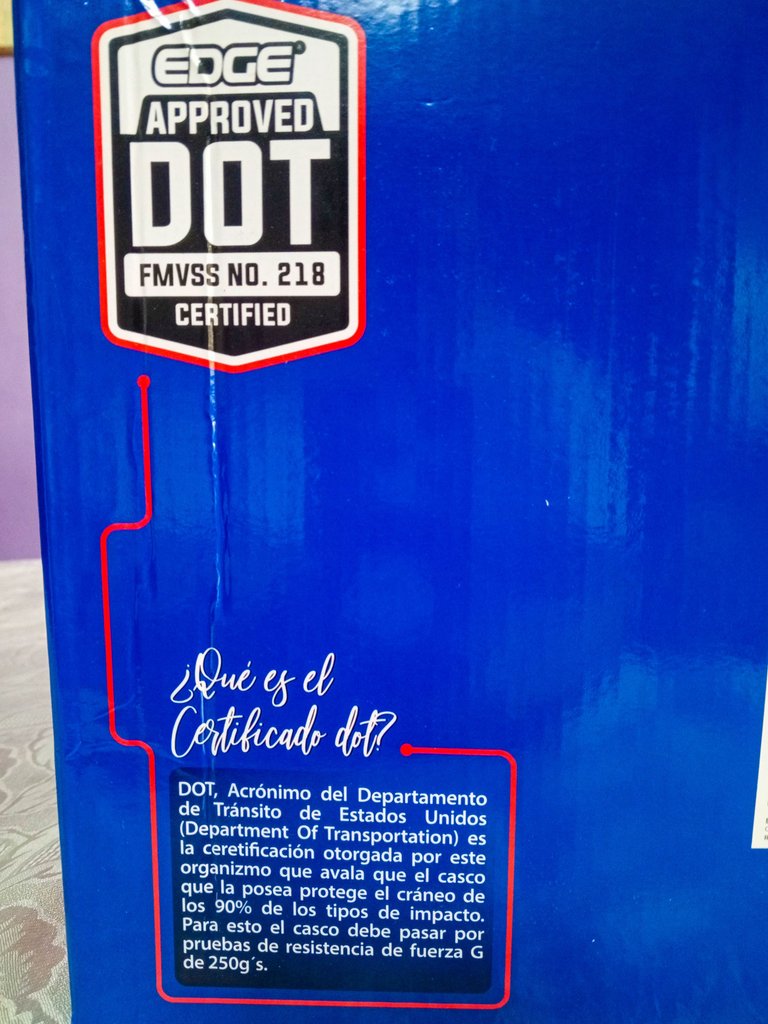 EDGE®
APPROVED
DOT
FMVSS NO. 218
CERTIFIED
¿Qué es el
Certificado dot?
DOT, Acrónimo del Departamento
de Tránsito de Estados Unidos
(Department Of Transportation) es
la ceretificación otorgada por este
organizmo que avala que el casco
que la posea protege el cráneo de
los 90% de los tipos de impacto.
Para esto el casco debe pasar por
pruebas de resistencia de fuerza G
de 250g´s.